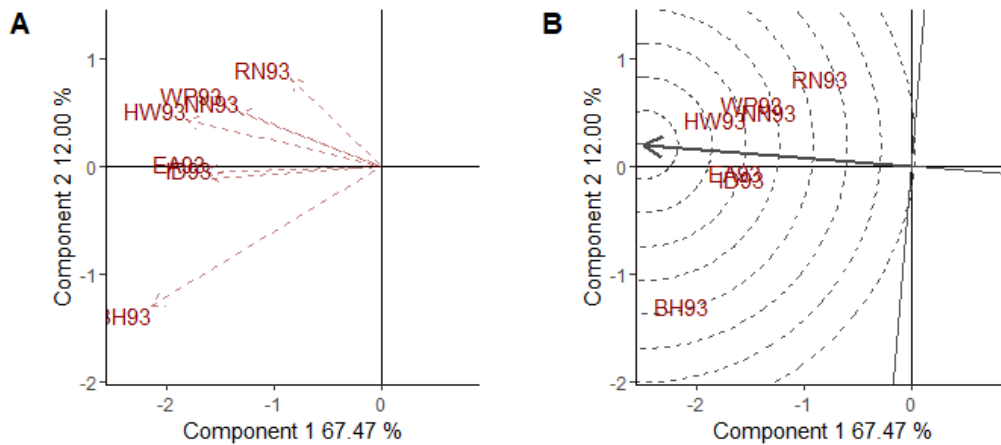 A
B
1
RN93
WP93
NN93
HW93
0
EA93
ID93
-1
BH93
-2
-2
-1
0
Component 1 67.47 %
Component 2 12.00 %
1
RN93
WP93
NN93
HW93
0
EA93
ID93
-1
BH93
-2
-2
-1
0
Component 1 67.47 %
Component 2 12.00 %